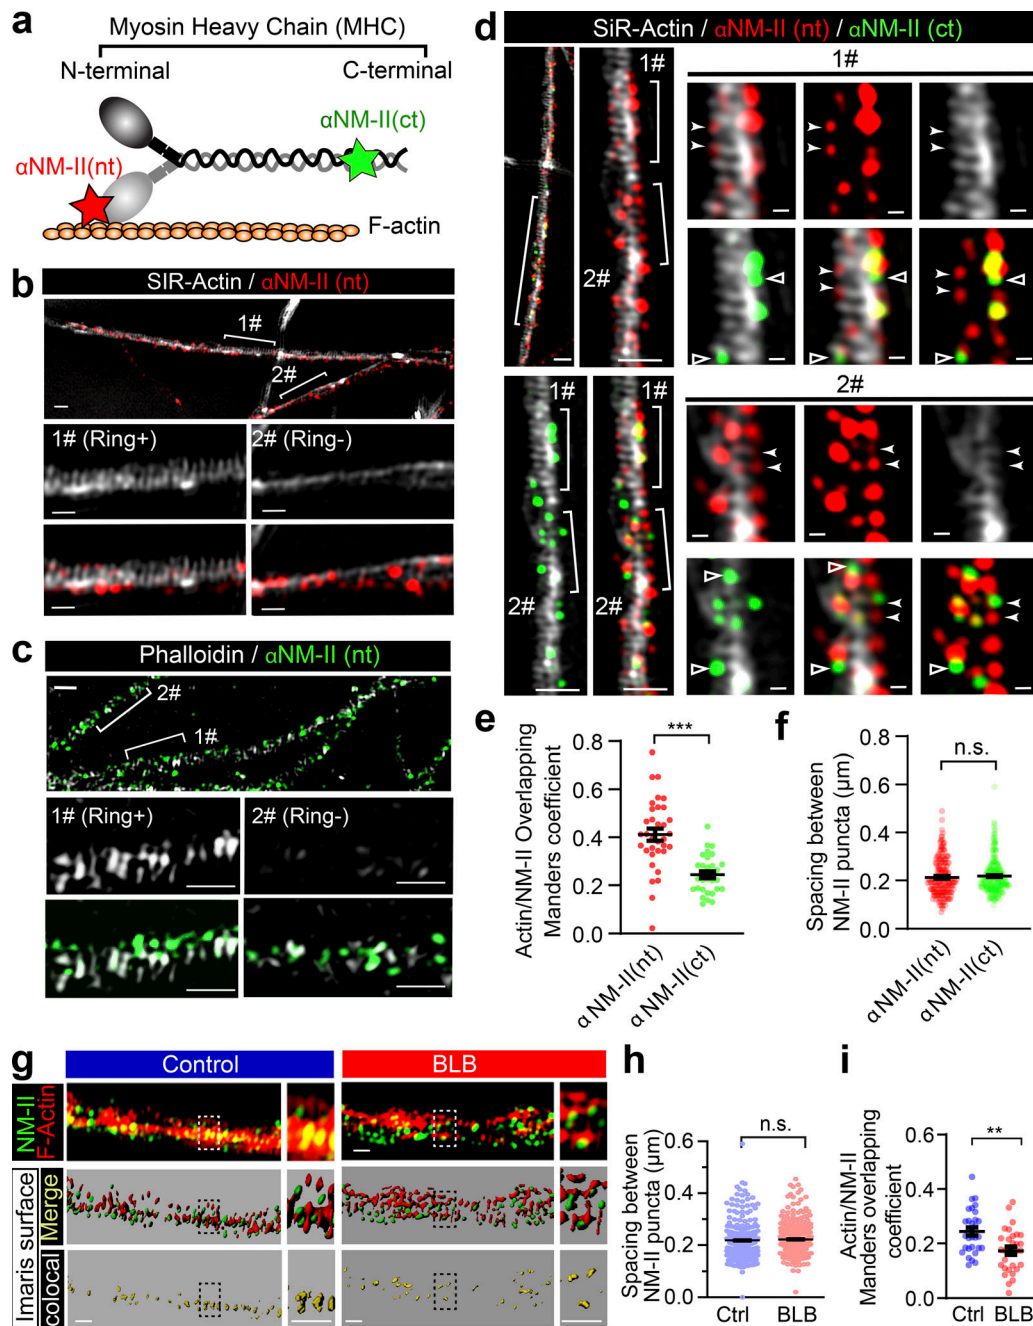 a
Myosin Heavy Chain (MHC)
N-terminal
C-terminal
αNM-II(ct)
αNM-II(nt)
F-actin
b
SIR-Actin / αNM-II (nt)
1#
2#
1# (Ring+)
2# (Ring-)
c
Phalloidin / αNM-II (nt)
2#
1#
1# (Ring+)
2# (Ring-)
d
SiR-Actin / αNM-II (nt) / αNM-II (ct)
1#
2#
1#
1#
2#
1#
2#
2#
e
Actin/NM-II Overlapping
Manders coefficient
0.8
0.6
0.4
0.2
0.0
***
α NM-II(nt)
α NM-II(ct)
f
Spacing between
NM-II puncta (μm)
0.8
0.6
0.4
0.2
0.0
n.s.
αNM-II(nt)
αNM-II(ct)
g
Control
BLB
NM-II
F-Actin
Imaris surface
Merge
colocal
h
Spacing between
NM-II puncta (μm)
0.6
0.4
0.2
0.0
n.s.
Ctrl
BLB
i
Actin/NM-II
Manders overlapping
coefficient
0.6
0.4
0.2
0.0
**
Ctrl
BLB